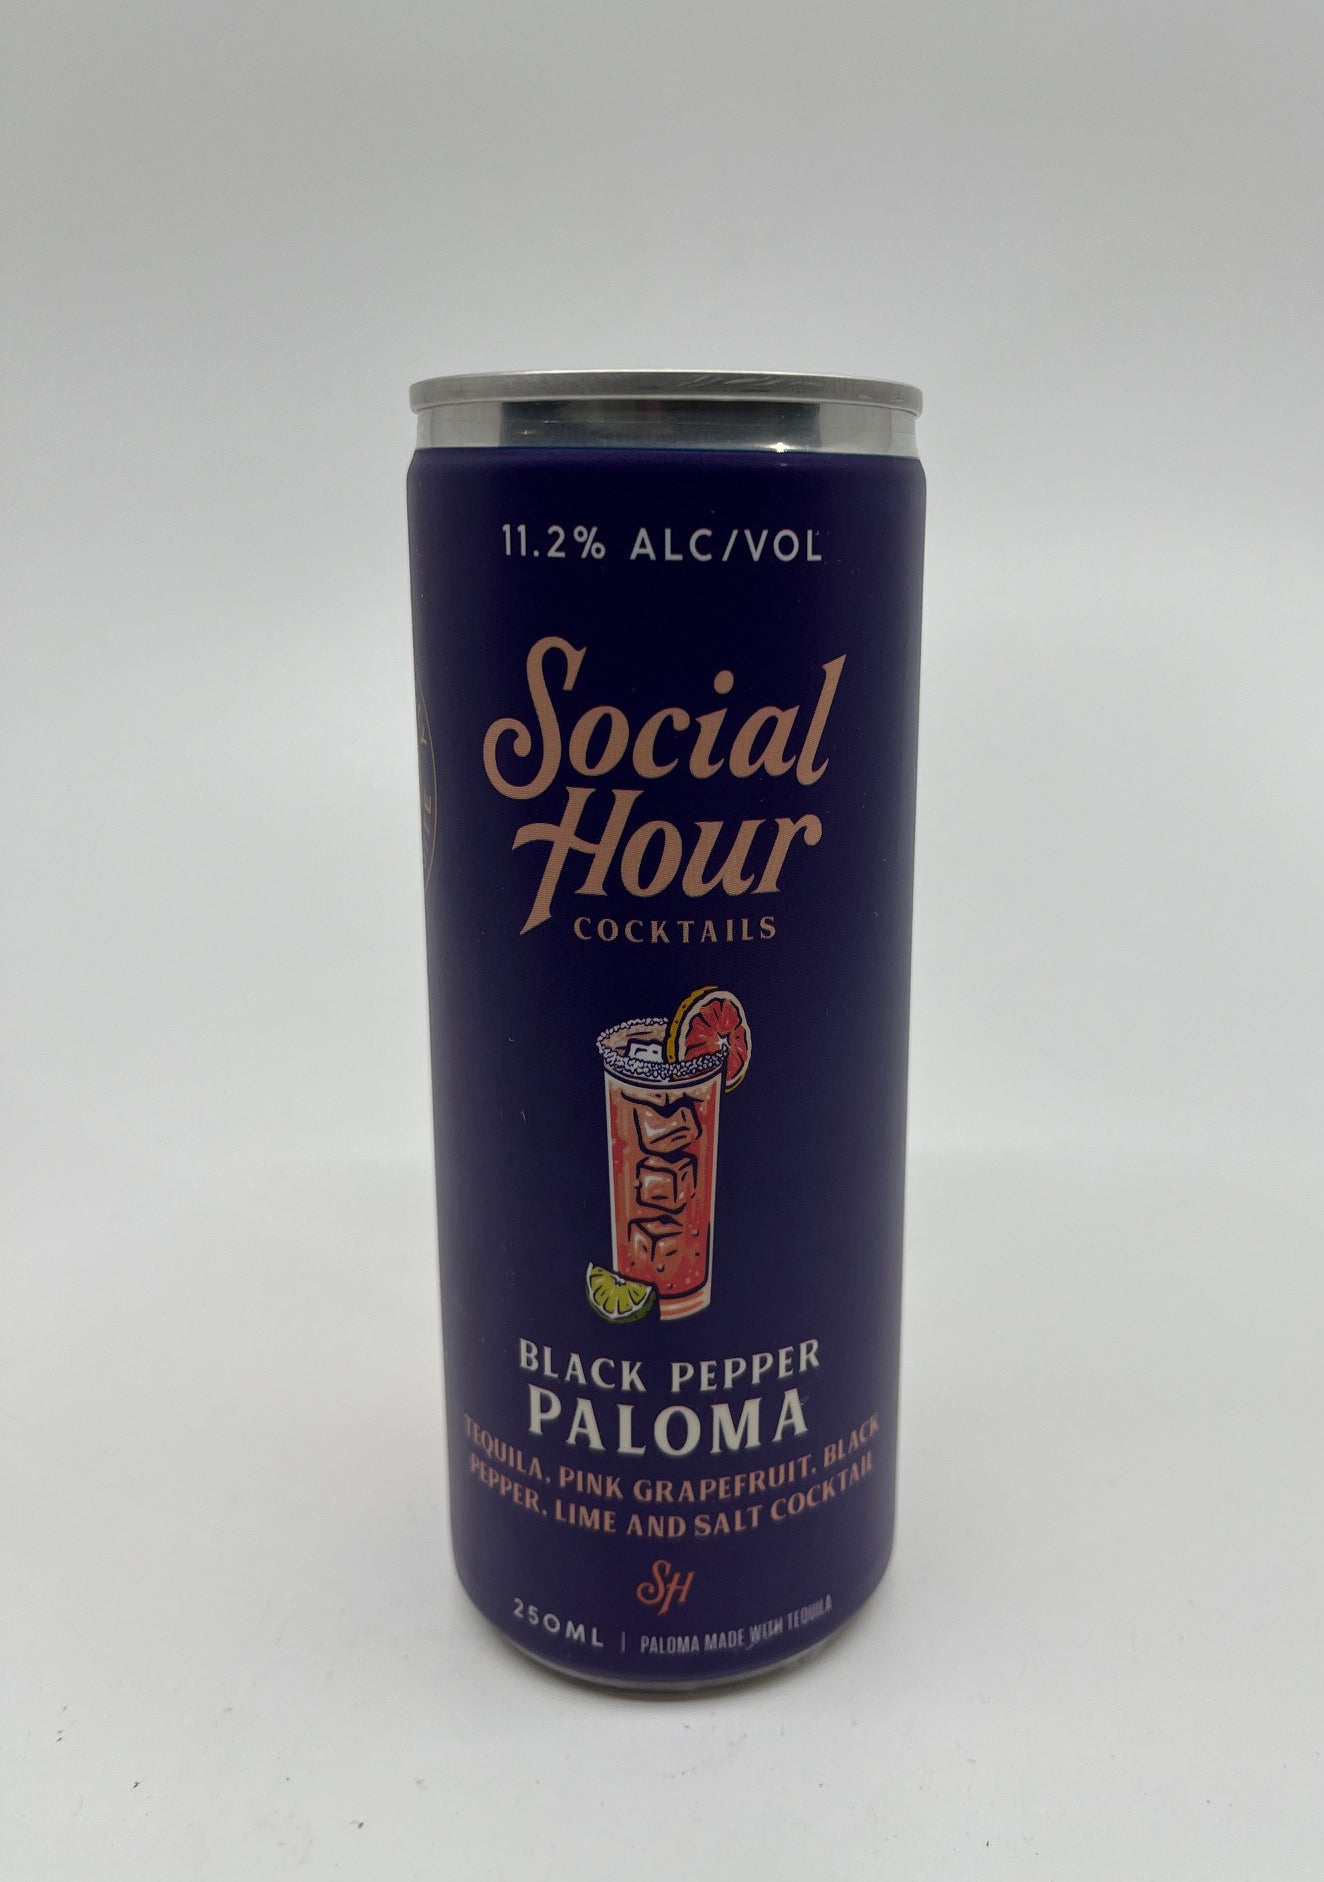 11.2% ALC/VOL
Social
Hour
COCKTAILS
BLACK PEPPER
PALOMA
TEQUILA, PINK GRAPEFRUIT, BLACK
PEPPER, LIME AND SALT COCKTAIL
SH
250ML | PALOMA MADE WITH TEQUILA